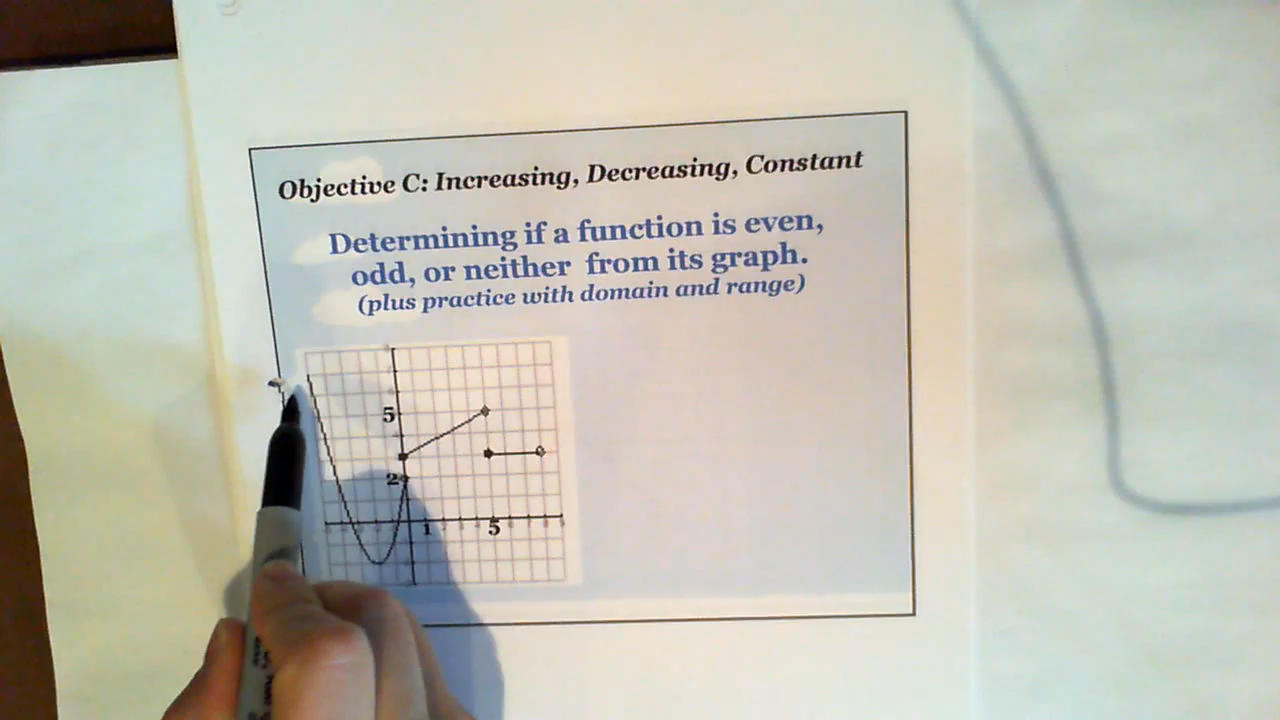 Objective C: Increasing, Decreasing, Constant
Determining if a function is even,
odd, or neither from its graph.
(plus practice with domain and range)
5
2
1
5